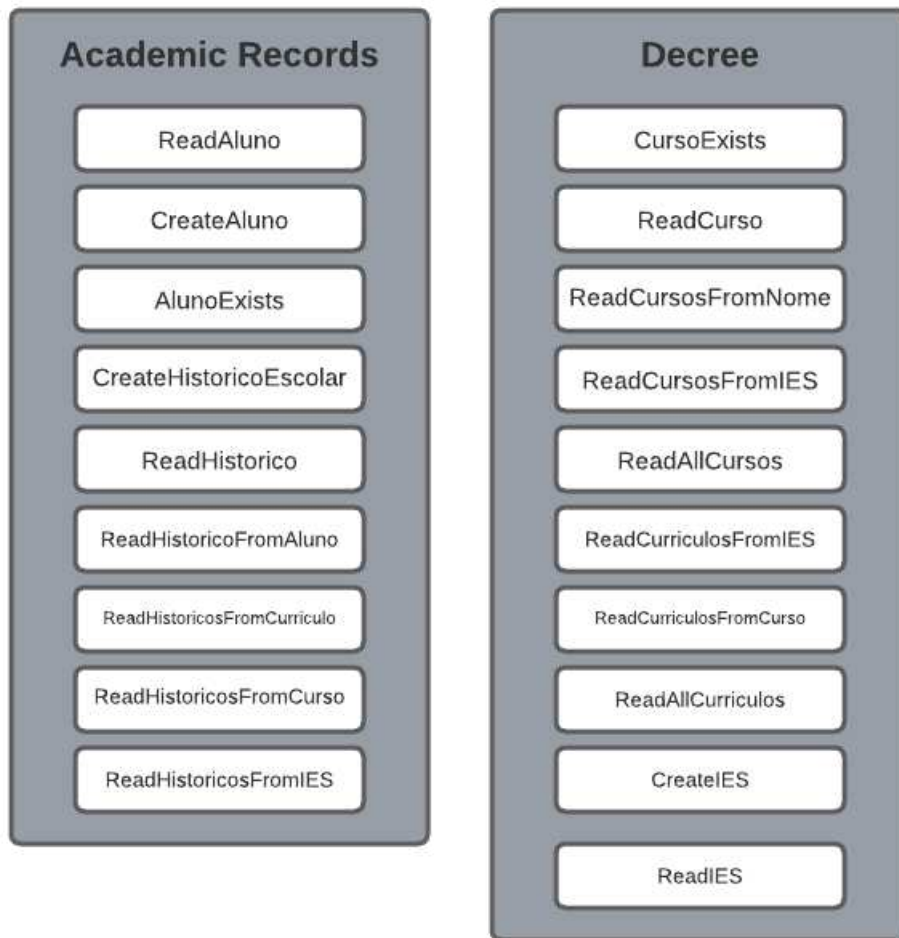 Academic Records
ReadAluno
CreateAluno
AlunoExists
CreateHistoricoEscolar
ReadHistorico
ReadHistoricoFromAluno
ReadHistoricosFromCurriculo
ReadHistoricosFromCurso
ReadHistoricosFromIES
Decree
CursoExists
ReadCurso
ReadCursosFromNome
ReadCursosFromIES
ReadAllCursos
ReadCurriculosFromIES
ReadCurriculosFromCurso
ReadAllCurriculos
CreateIES
ReadIES